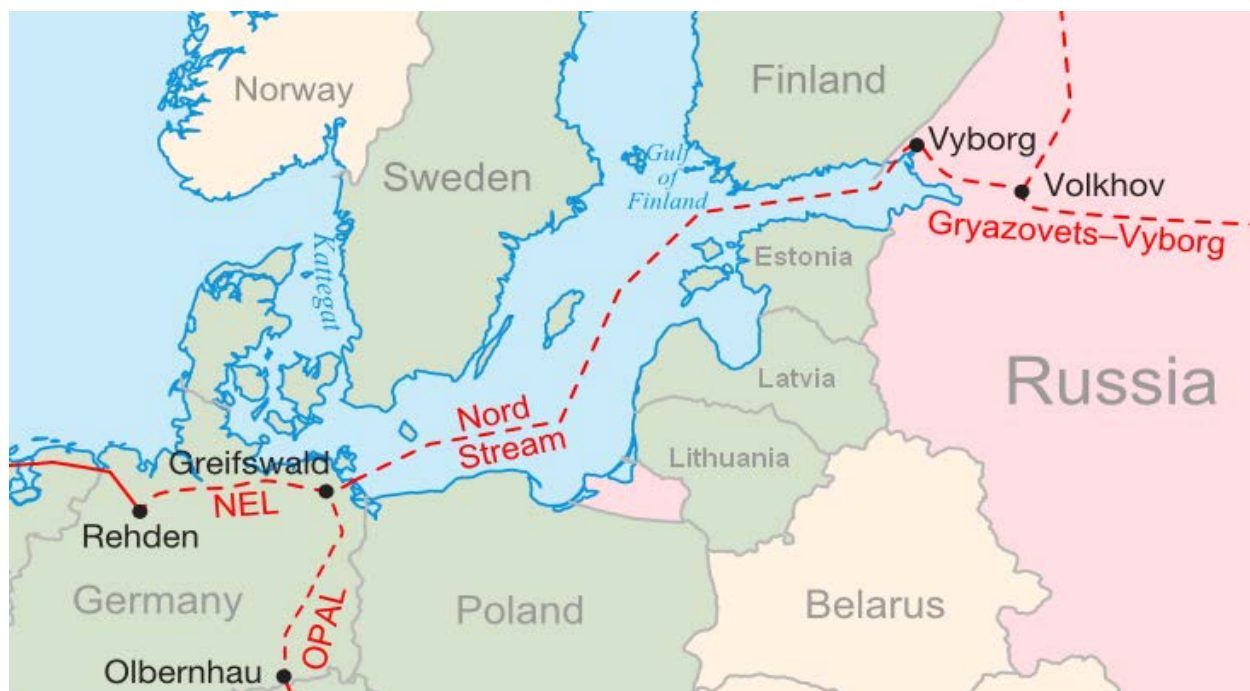 Norway
Finland
Sweden
Gulf
of
Finland
Vyborg
Volkhov
Gryazovets–Vyborg
Kattegat
Estonia
Russia
Latvia
Nord
Stream
Lithuania
Greifswald
NEL
Rehden
Germany
OPAL
Poland
Belarus
Olbernhau